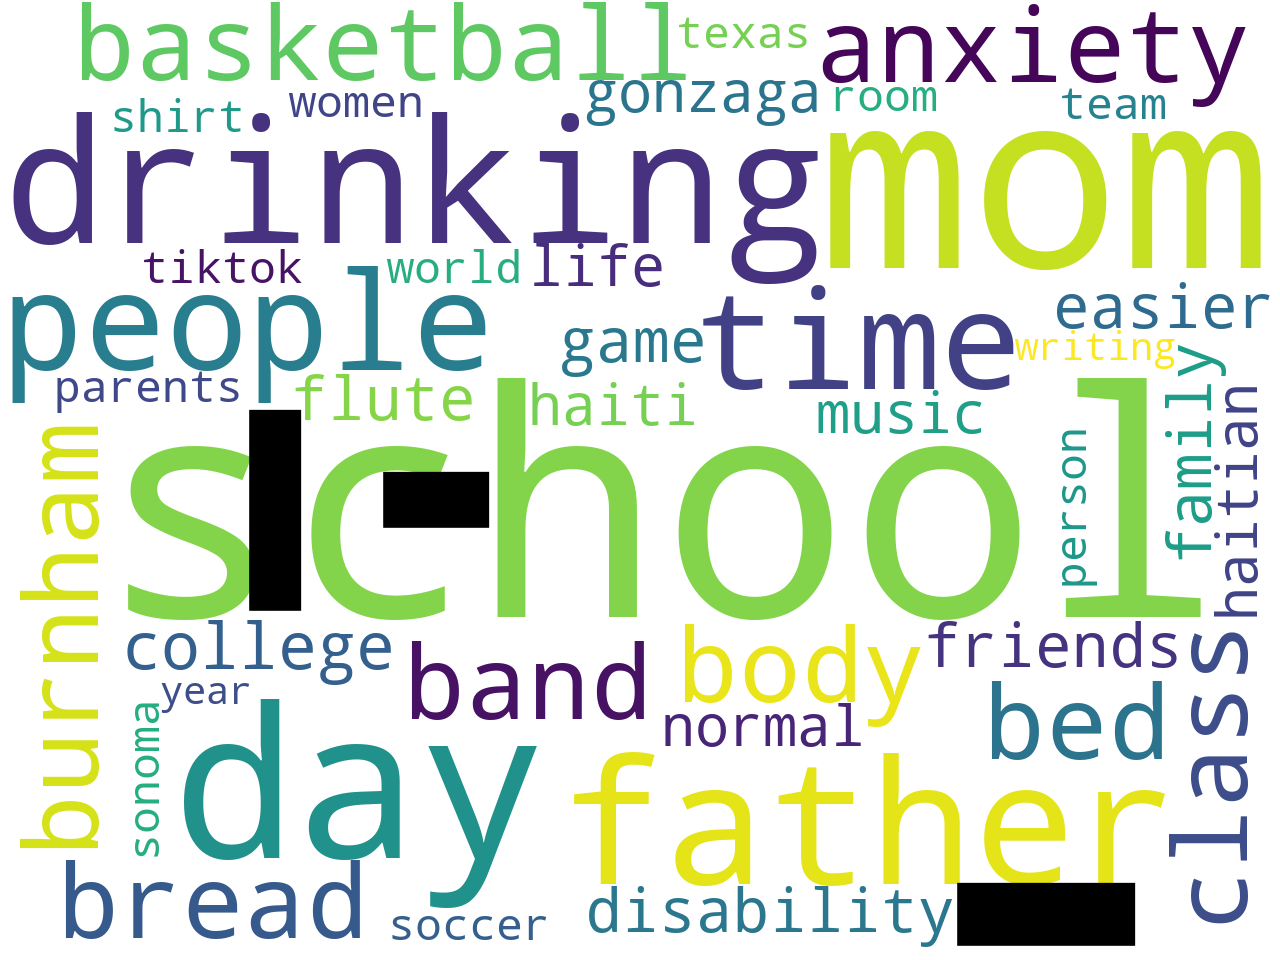 basketball
texas
anxiety
shirt
women
gonzaga
room
team
drinking
mom
tiktok
world
life
people
game
time
easier
writing
parents
flute
haiti
music
family
haitian
person
burnham
school
college
band
body
friends
class
year
sonoma
day
normal
bed
father
bread
soccer
disability